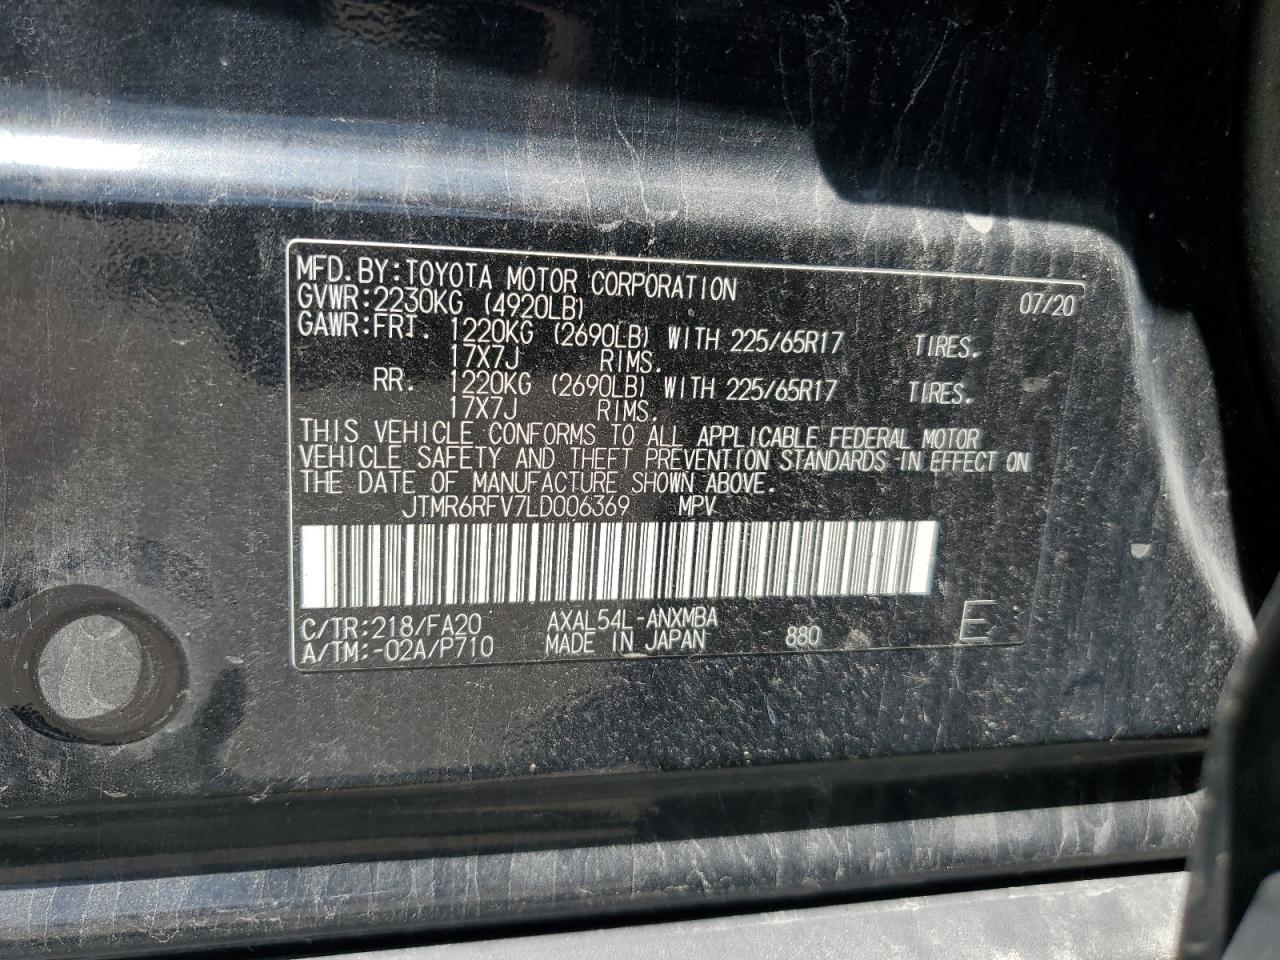 MFD. BY: TOYOTA MOTOR CORPORATION 07/20
GVWR: 2230KG (4920LB)
GAWR: FRT. 1220KG (2690LB) WITH 225/65R17 TIRES.
17X7J RIMS.
RR. 1220KG (2690LB) WITH 225/65R17 TIRES.
17X7J RIMS.
THIS VEHICLE CONFORMS TO ALL APPLICABLE FEDERAL MOTOR
VEHICLE SAFETY AND THEFT PREVENTION STANDARDS IN EFFECT ON
THE DATE OF MANUFACTURE SHOWN ABOVE.
JTMR6RFV7LD006369 MPV
C/TR: 218/FA20 AXAL54L-ANXMBA
A/TM: -02A/P710 MADE IN JAPAN 880 E